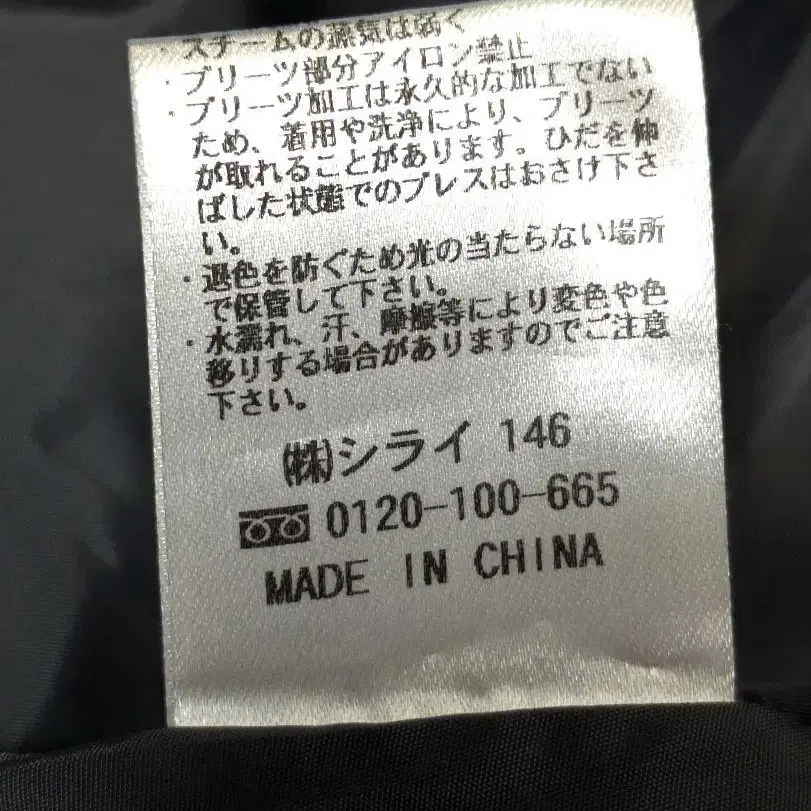 ・スチームの蒸気は弱く
・プリーツ部分アイロン禁止
・プリーツ加工は永久的な加工でない
ため、着用や洗浄により、プリーツ
が取れることがあります。ひだを伸
ばした状態でのプレスはおさけ下さ
い。
・退色を防ぐため光の当たらない場所
で保管して下さい。
・水濡れ、汗、摩擦等により変色や色
移りする場合がありますのでご注意
下さい。
㈱シライ 146
0120-100-665
MADE IN CHINA